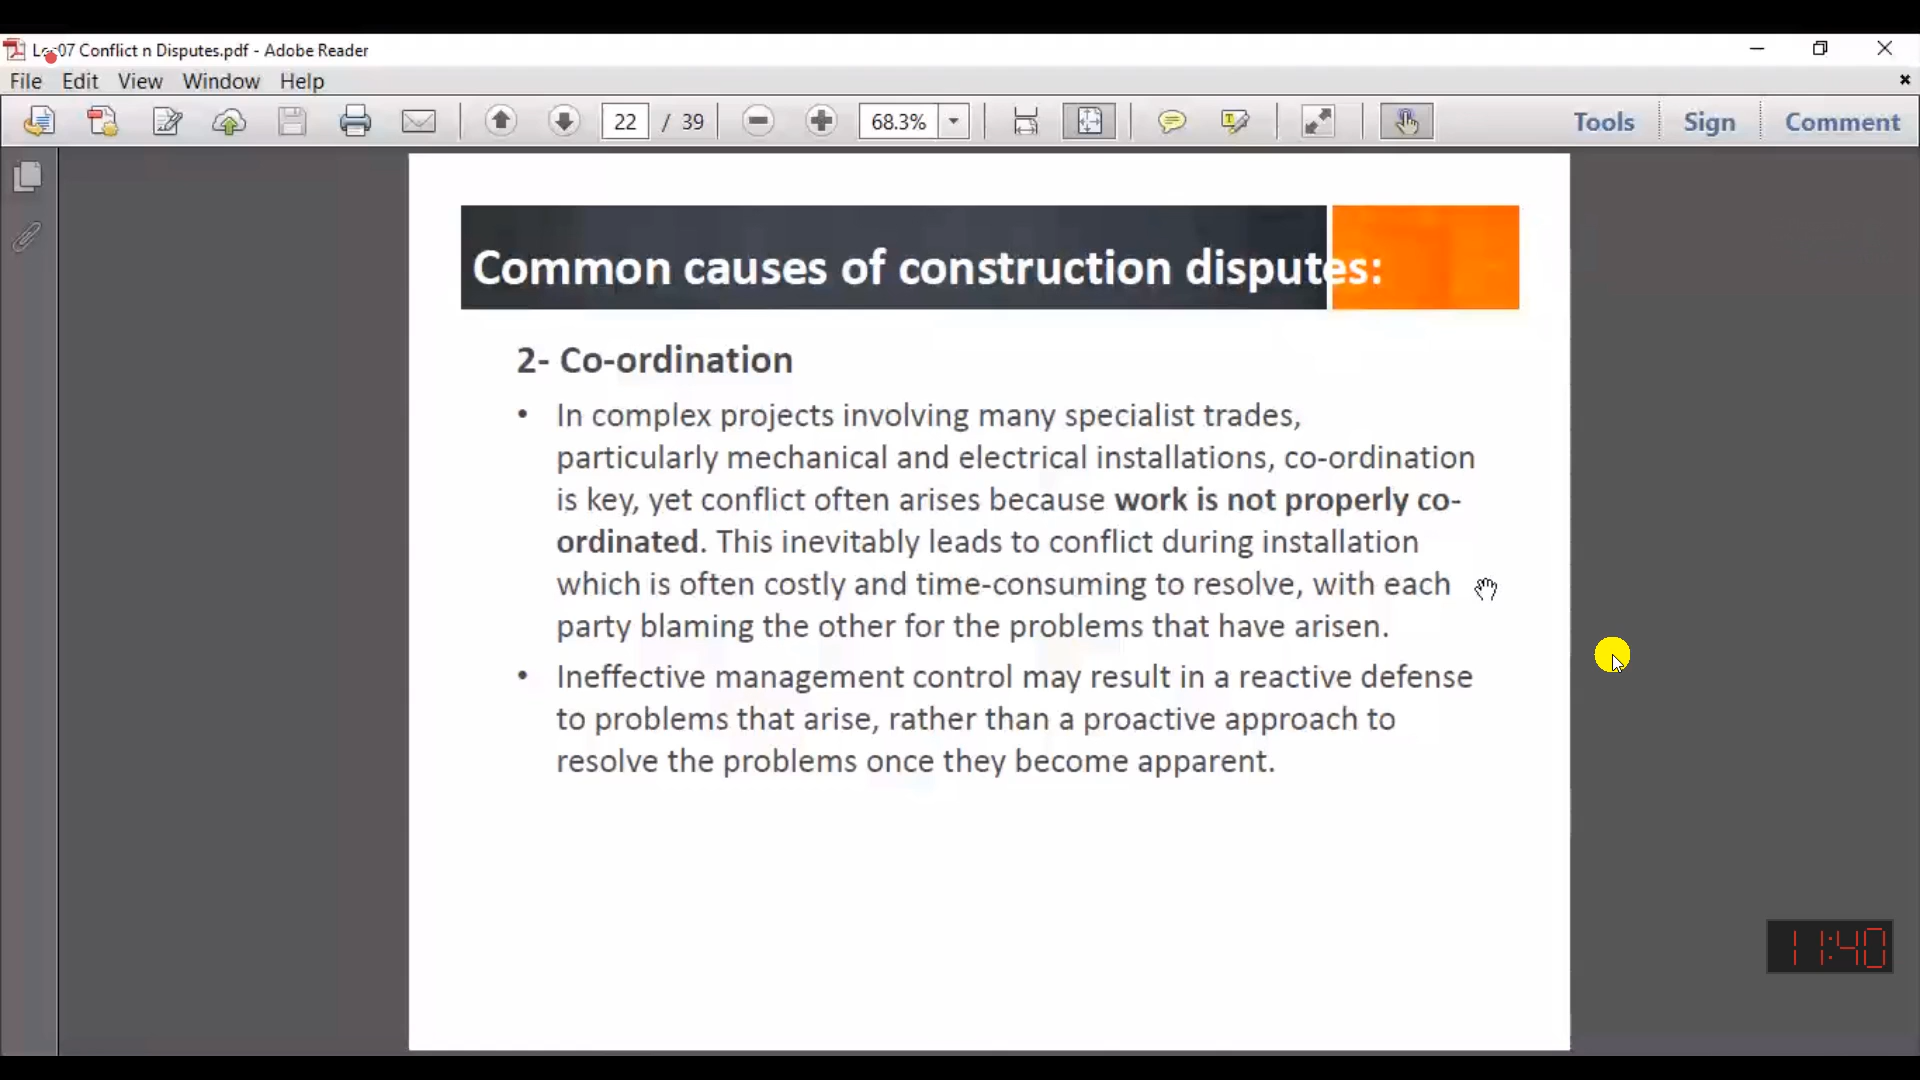 07 Conflict n Disputes.pdf - Adobe Reader
File Edit View Window Help
22 / 39 68.3% Tools Sign Comment
Common causes of construction disputes:
2- Co-ordination
• In complex projects involving many specialist trades,
particularly mechanical and electrical installations, co-ordination
is key, yet conflict often arises because work is not properly co-
ordinated. This inevitably leads to conflict during installation
which is often costly and time-consuming to resolve, with each
party blaming the other for the problems that have arisen.
• Ineffective management control may result in a reactive defense
to problems that arise, rather than a proactive approach to
resolve the problems once they become apparent.
11:40